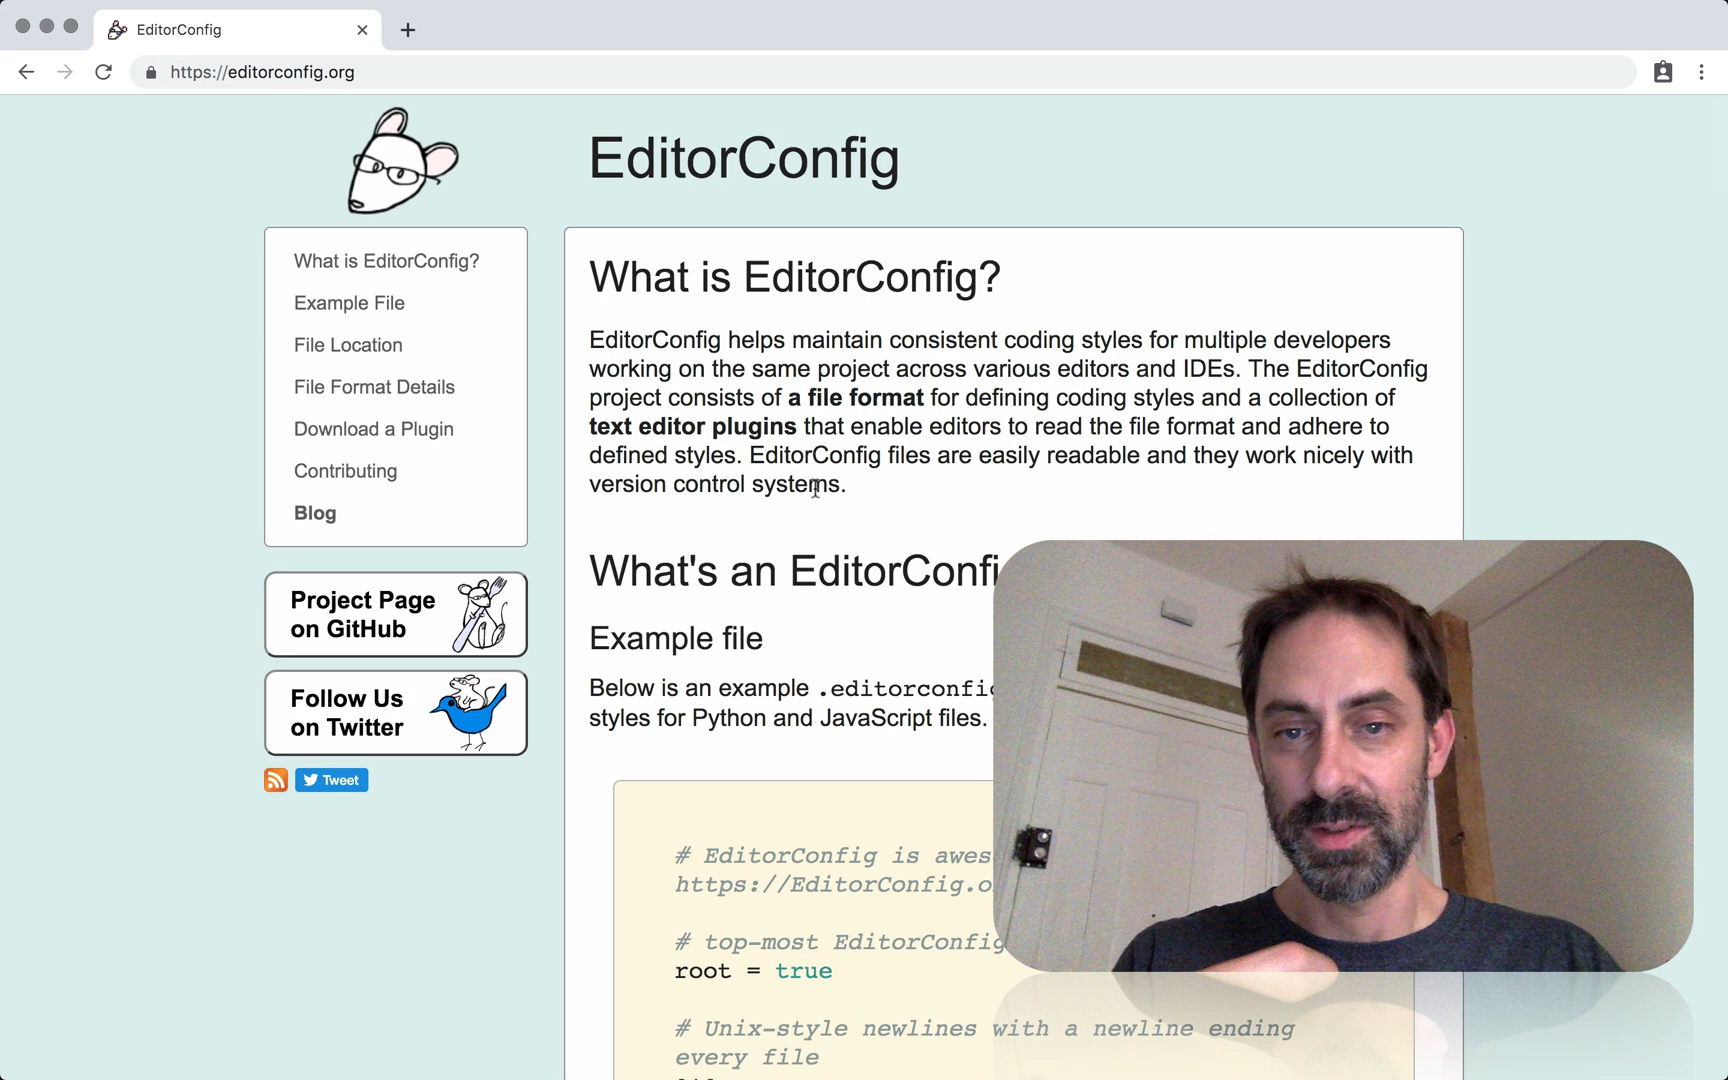 EditorConfig
https://editorconfig.org
EditorConfig
What is EditorConfig?
Example File
File Location
File Format Details
Download a Plugin
Contributing
Blog
Project Page
on GitHub
Follow Us
on Twitter
Tweet
What is EditorConfig?
EditorConfig helps maintain consistent coding styles for multiple developers
working on the same project across various editors and IDEs. The EditorConfig
project consists of a file format for defining coding styles and a collection of
text editor plugins that enable editors to read the file format and adhere to
defined styles. EditorConfig files are easily readable and they work nicely with
version control systems.
What's an EditorConfi
Example file
Below is an example .editorconfig
styles for Python and JavaScript files.
# EditorConfig is awes
https://EditorConfig.o
# top-most EditorConfig
root = true
# Unix-style newlines with a newline ending
every file